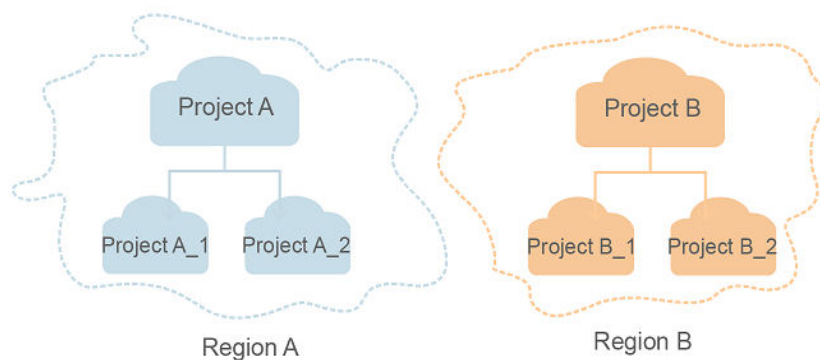 Project A
Project A_1
Project A_2
Region A
Project B
Project B_1
Project B_2
Region B